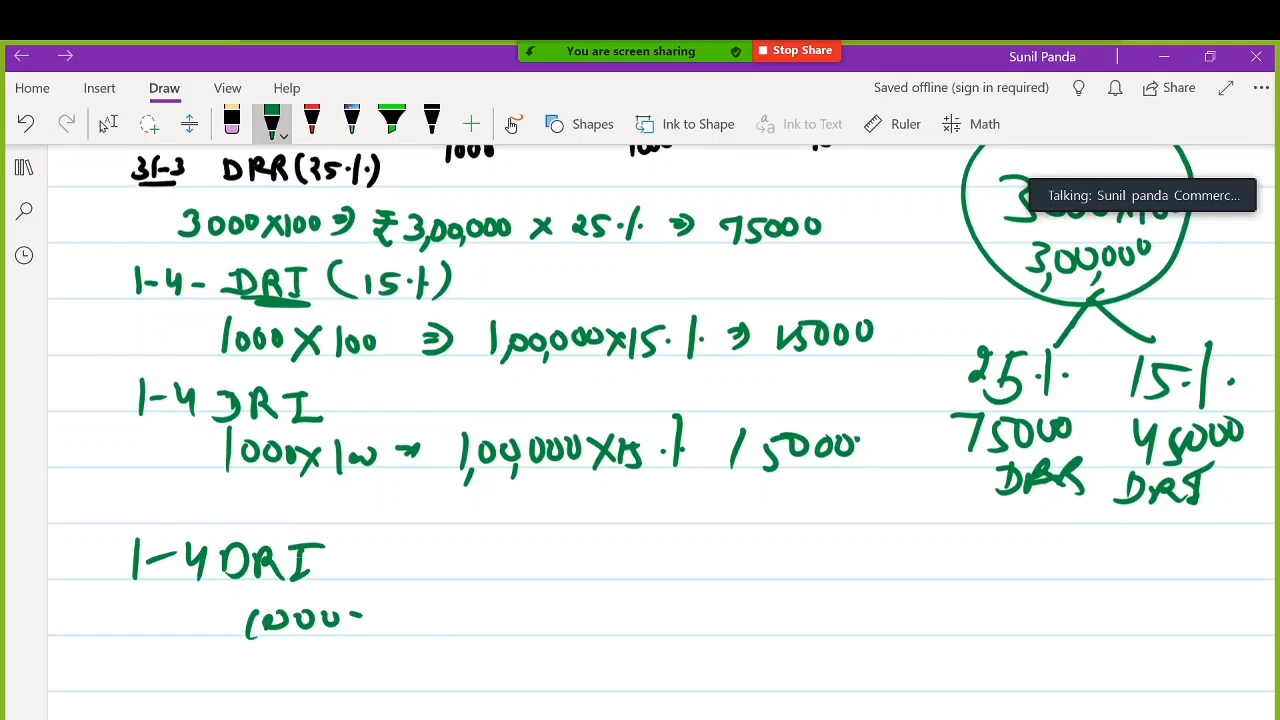 You are screen sharing Stop Share
Sunil Panda
Home Insert Draw View Help Saved offline (sign in required) Share
Shapes Ink to Shape Ink to Text Ruler Math
1000
31-3 DRR(25%)
Talking: Sunil panda Commerc...
3000×100 ⇒ ₹3,00,000 × 25% ⇒ 75000
3,00,000
1-4- DRI (15%)
1000 × 100 ⇒ 1,00,000×15% ⇒ 15000
25% 15%
1-4 DRI
75000 45000
1000×100 → 1,00,000×15% 15000
DRR DRI
1-4 DRI
1000-